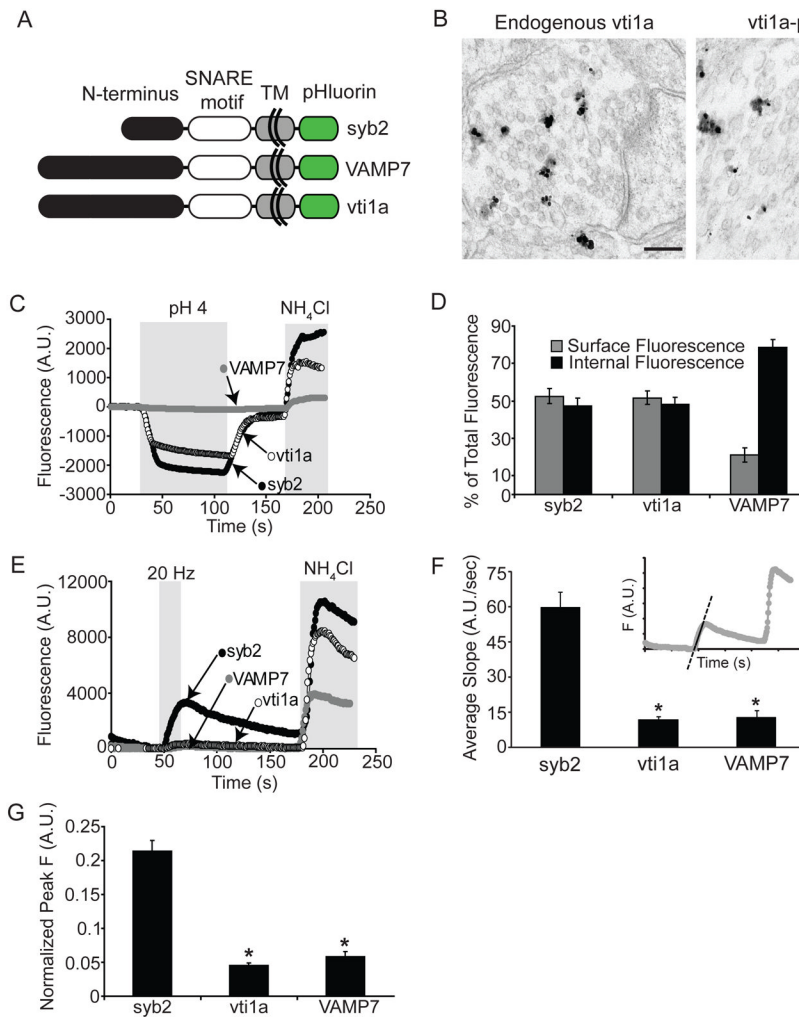 A
N-terminus
SNARE
motif
TM
pHluorin
syb2
VAMP7
vti1a
B
Endogenous vti1a
vti1a-p
C
pH 4
NH4Cl
Fluorescence (A.U.)
3000
2000
1000
0
-1000
-2000
-3000
VAMP7
vti1a
syb2
0
50
100
150
200
250
Time (s)
D
% of Total Fluorescence
90
75
60
45
30
15
0
Surface Fluorescence
Internal Fluorescence
syb2
vti1a
VAMP7
E
20 Hz
NH4Cl
Fluorescence (A.U.)
12000
8000
4000
0
syb2
VAMP7
vti1a
0
50
100
150
200
250
Time (s)
F
Average Slope (A.U./sec)
75
60
45
30
15
0
F (A.U.)
Time (s)
*
*
syb2
vti1a
VAMP7
G
Normalized Peak F (A.U.)
0.25
0.2
0.15
0.1
0.05
0
*
*
syb2
vti1a
VAMP7